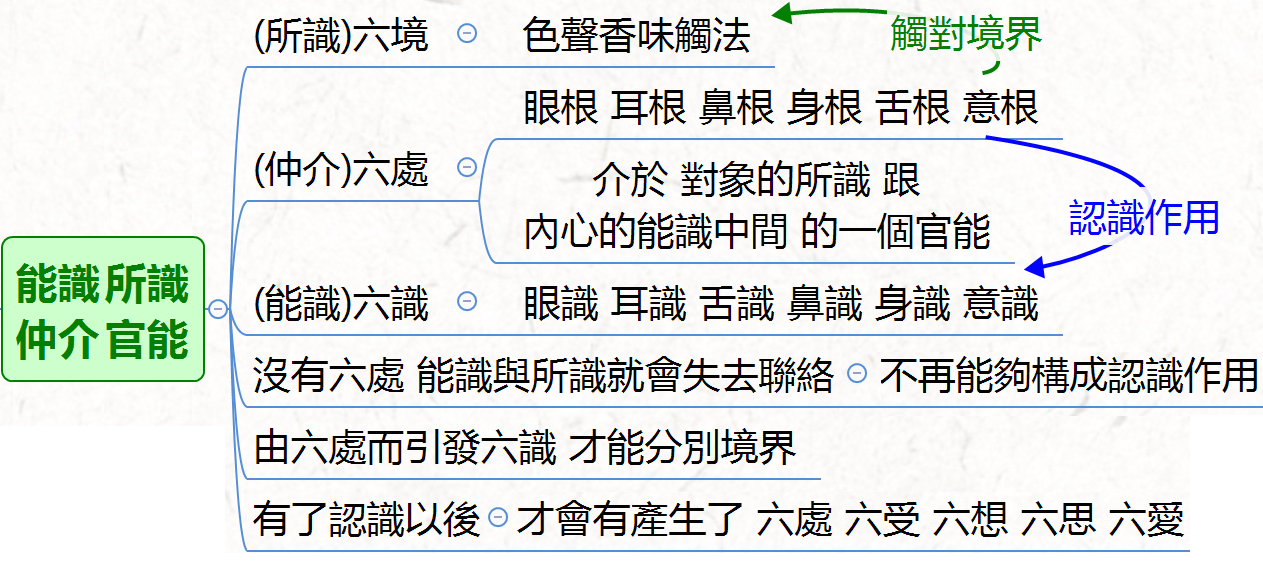 能識 所識
仲介 官能
(所識)六境 色聲香味觸法
觸對境界
(仲介)六處
眼根 耳根 鼻根 身根 舌根 意根
介於 對象的所識 跟
內心的能識中間 的一個官能
認識作用
(能識)六識 眼識 耳識 舌識 鼻識 身識 意識
沒有六處 能識與所識就會失去聯絡 不再能夠構成認識作用
由六處而引發六識 才能分別境界
有了認識以後 才會有產生了 六處 六受 六想 六思 六愛